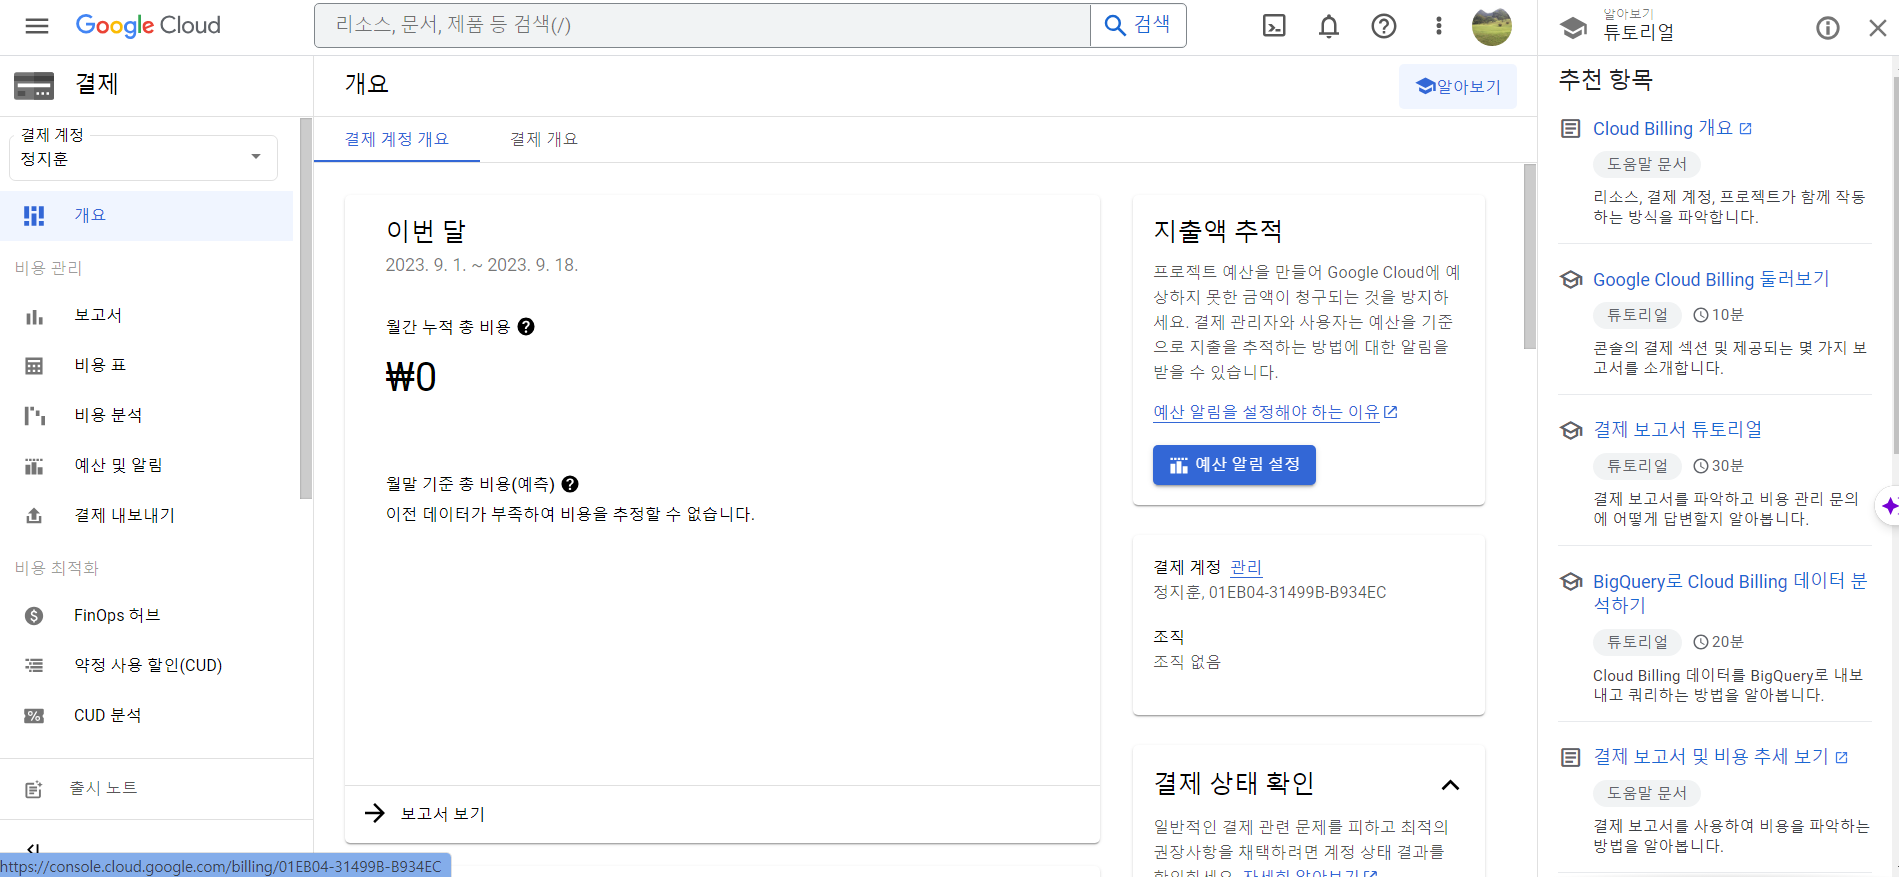 Google Cloud
리소스, 문서, 제품 등 검색(/)
검색
알아보기
튜토리얼
결제
개요
알아보기
결제 계정
정지훈
개요
비용 관리
보고서
비용 표
비용 분석
예산 및 알림
결제 내보내기
비용 최적화
FinOps 허브
약정 사용 할인(CUD)
CUD 분석
출시 노트
결제 계정 개요
결제 개요
이번 달
2023. 9. 1. ~ 2023. 9. 18.
월간 누적 총 비용
₩0
월말 기준 총 비용(예측)
이전 데이터가 부족하여 비용을 추정할 수 없습니다.
보고서 보기
지출액 추적
프로젝트 예산을 만들어 Google Cloud에 예
상하지 못한 금액이 청구되는 것을 방지하
세요. 결제 관리자와 사용자는 예산을 기준
으로 지출을 추적하는 방법에 대한 알림을
받을 수 있습니다.
예산 알림을 설정해야 하는 이유
예산 알림 설정
결제 계정 관리
정지훈, 01EB04-31499B-B934EC
조직
조직 없음
결제 상태 확인
일반적인 결제 관련 문제를 피하고 최적의
권장사항을 채택하려면 계정 상태 결과를
확인하세요. 자세히 알아보기
추천 항목
Cloud Billing 개요
도움말 문서
리소스, 결제 계정, 프로젝트가 함께 작동
하는 방식을 파악합니다.
Google Cloud Billing 둘러보기
튜토리얼 10분
콘솔의 결제 섹션 및 제공되는 몇 가지 보
고서를 소개합니다.
결제 보고서 튜토리얼
튜토리얼 30분
결제 보고서를 파악하고 비용 관리 문의
에 어떻게 답변할지 알아봅니다.
BigQuery로 Cloud Billing 데이터 분
석하기
튜토리얼 20분
Cloud Billing 데이터를 BigQuery로 내보
내고 쿼리하는 방법을 알아봅니다.
결제 보고서 및 비용 추세 보기
도움말 문서
결제 보고서를 사용하여 비용을 파악하는
방법을 알아봅니다.
https://console.cloud.google.com/billing/01EB04-31499B-B934EC